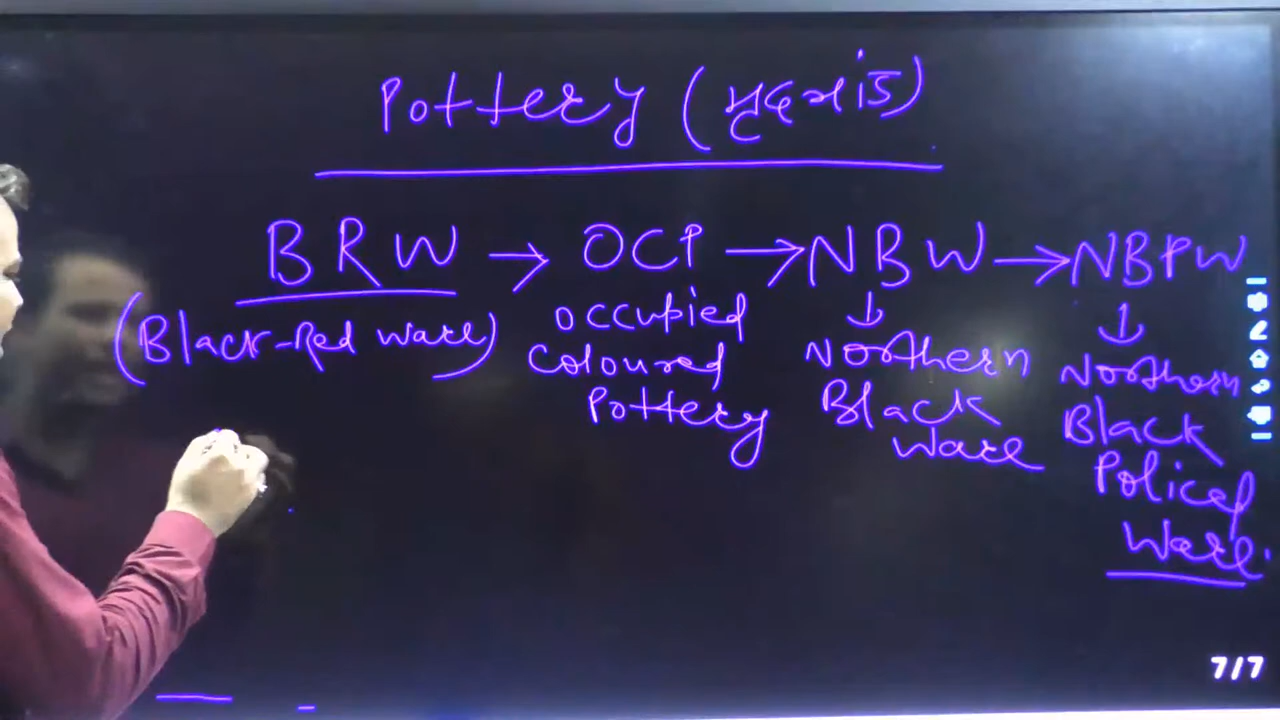 Pottery (मृदभांड)
BRW → OCP → NBW → NBPW
(Black-Red Ware)
Occupied
Coloured
Pottery
↓
Northern
Black
Ware
↓
Northern
Black
Ware
7/7